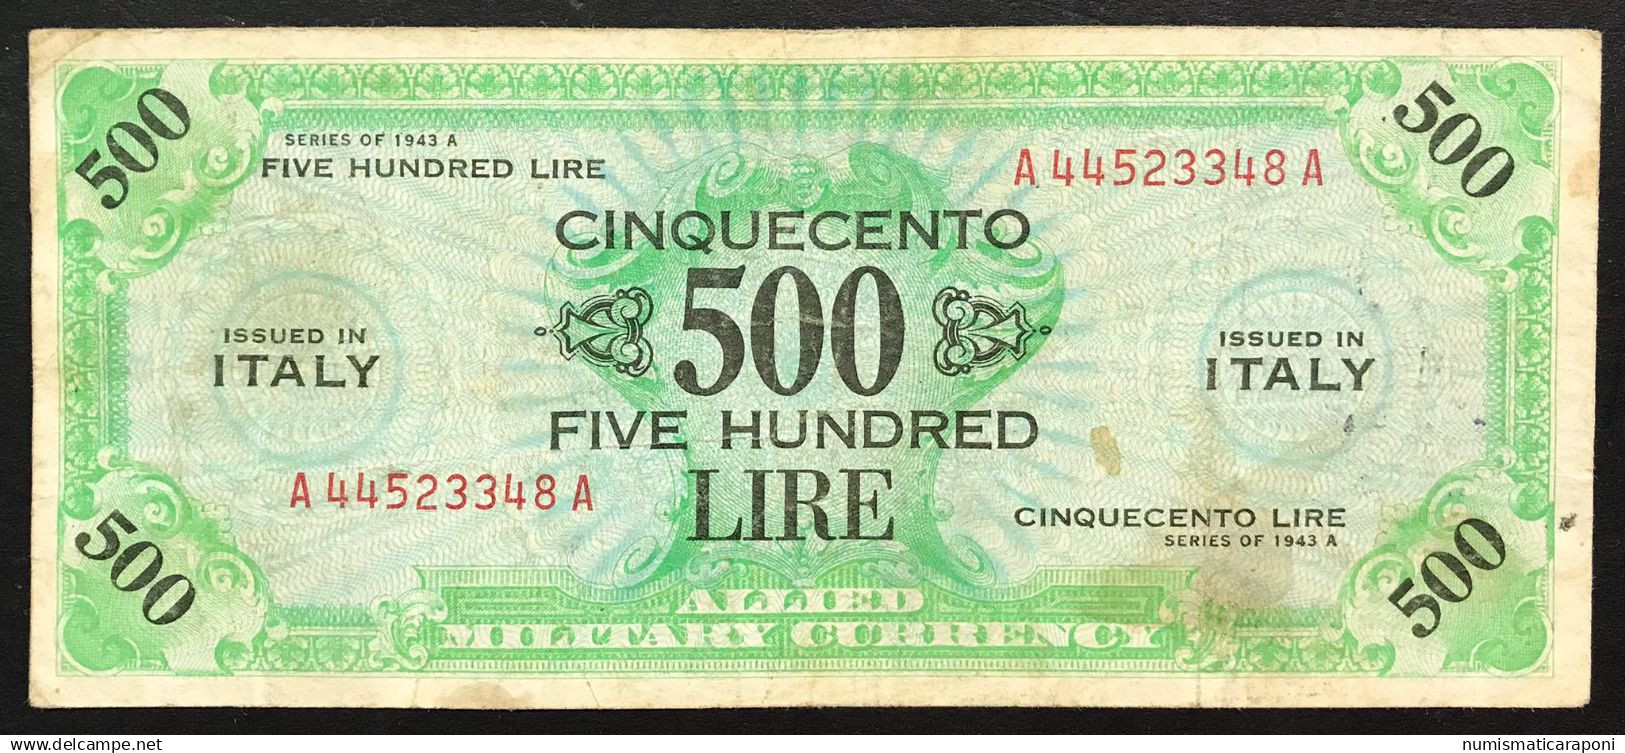 500
500
SERIES OF 1943 A
FIVE HUNDRED LIRE
A 44523348 A
CINQUECENTO
500
ISSUED IN
ITALY
ISSUED IN
ITALY
FIVE HUNDRED
LIRE
A 44523348 A
CINQUECENTO LIRE
SERIES OF 1943 A
500
500
ALLIED
MILITARY CURRENCY
delcampe.net
numismaticaraponi